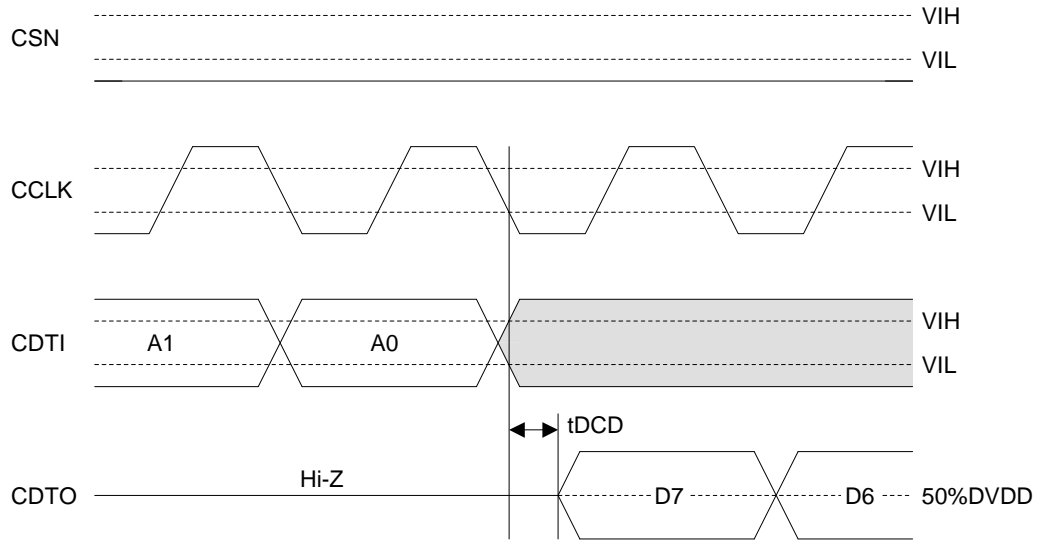 VIH
CSN
VIL
VIH
CCLK
VIL
VIH
CDTI A1 A0
VIL
tDCD
Hi-Z
CDTO D7 D6 50%DVDD